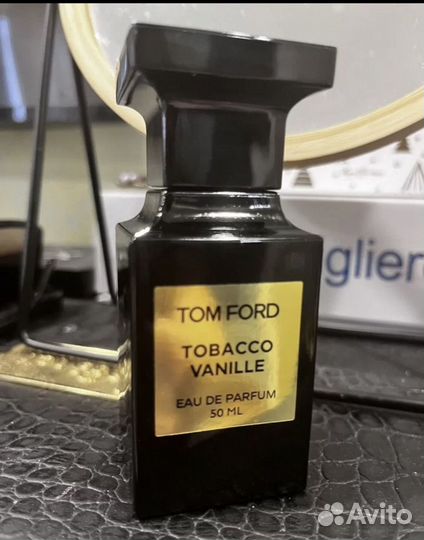 TOM FORD
TOBACCO
VANILLE
EAU DE PARFUM
50 ML
glier
Avito